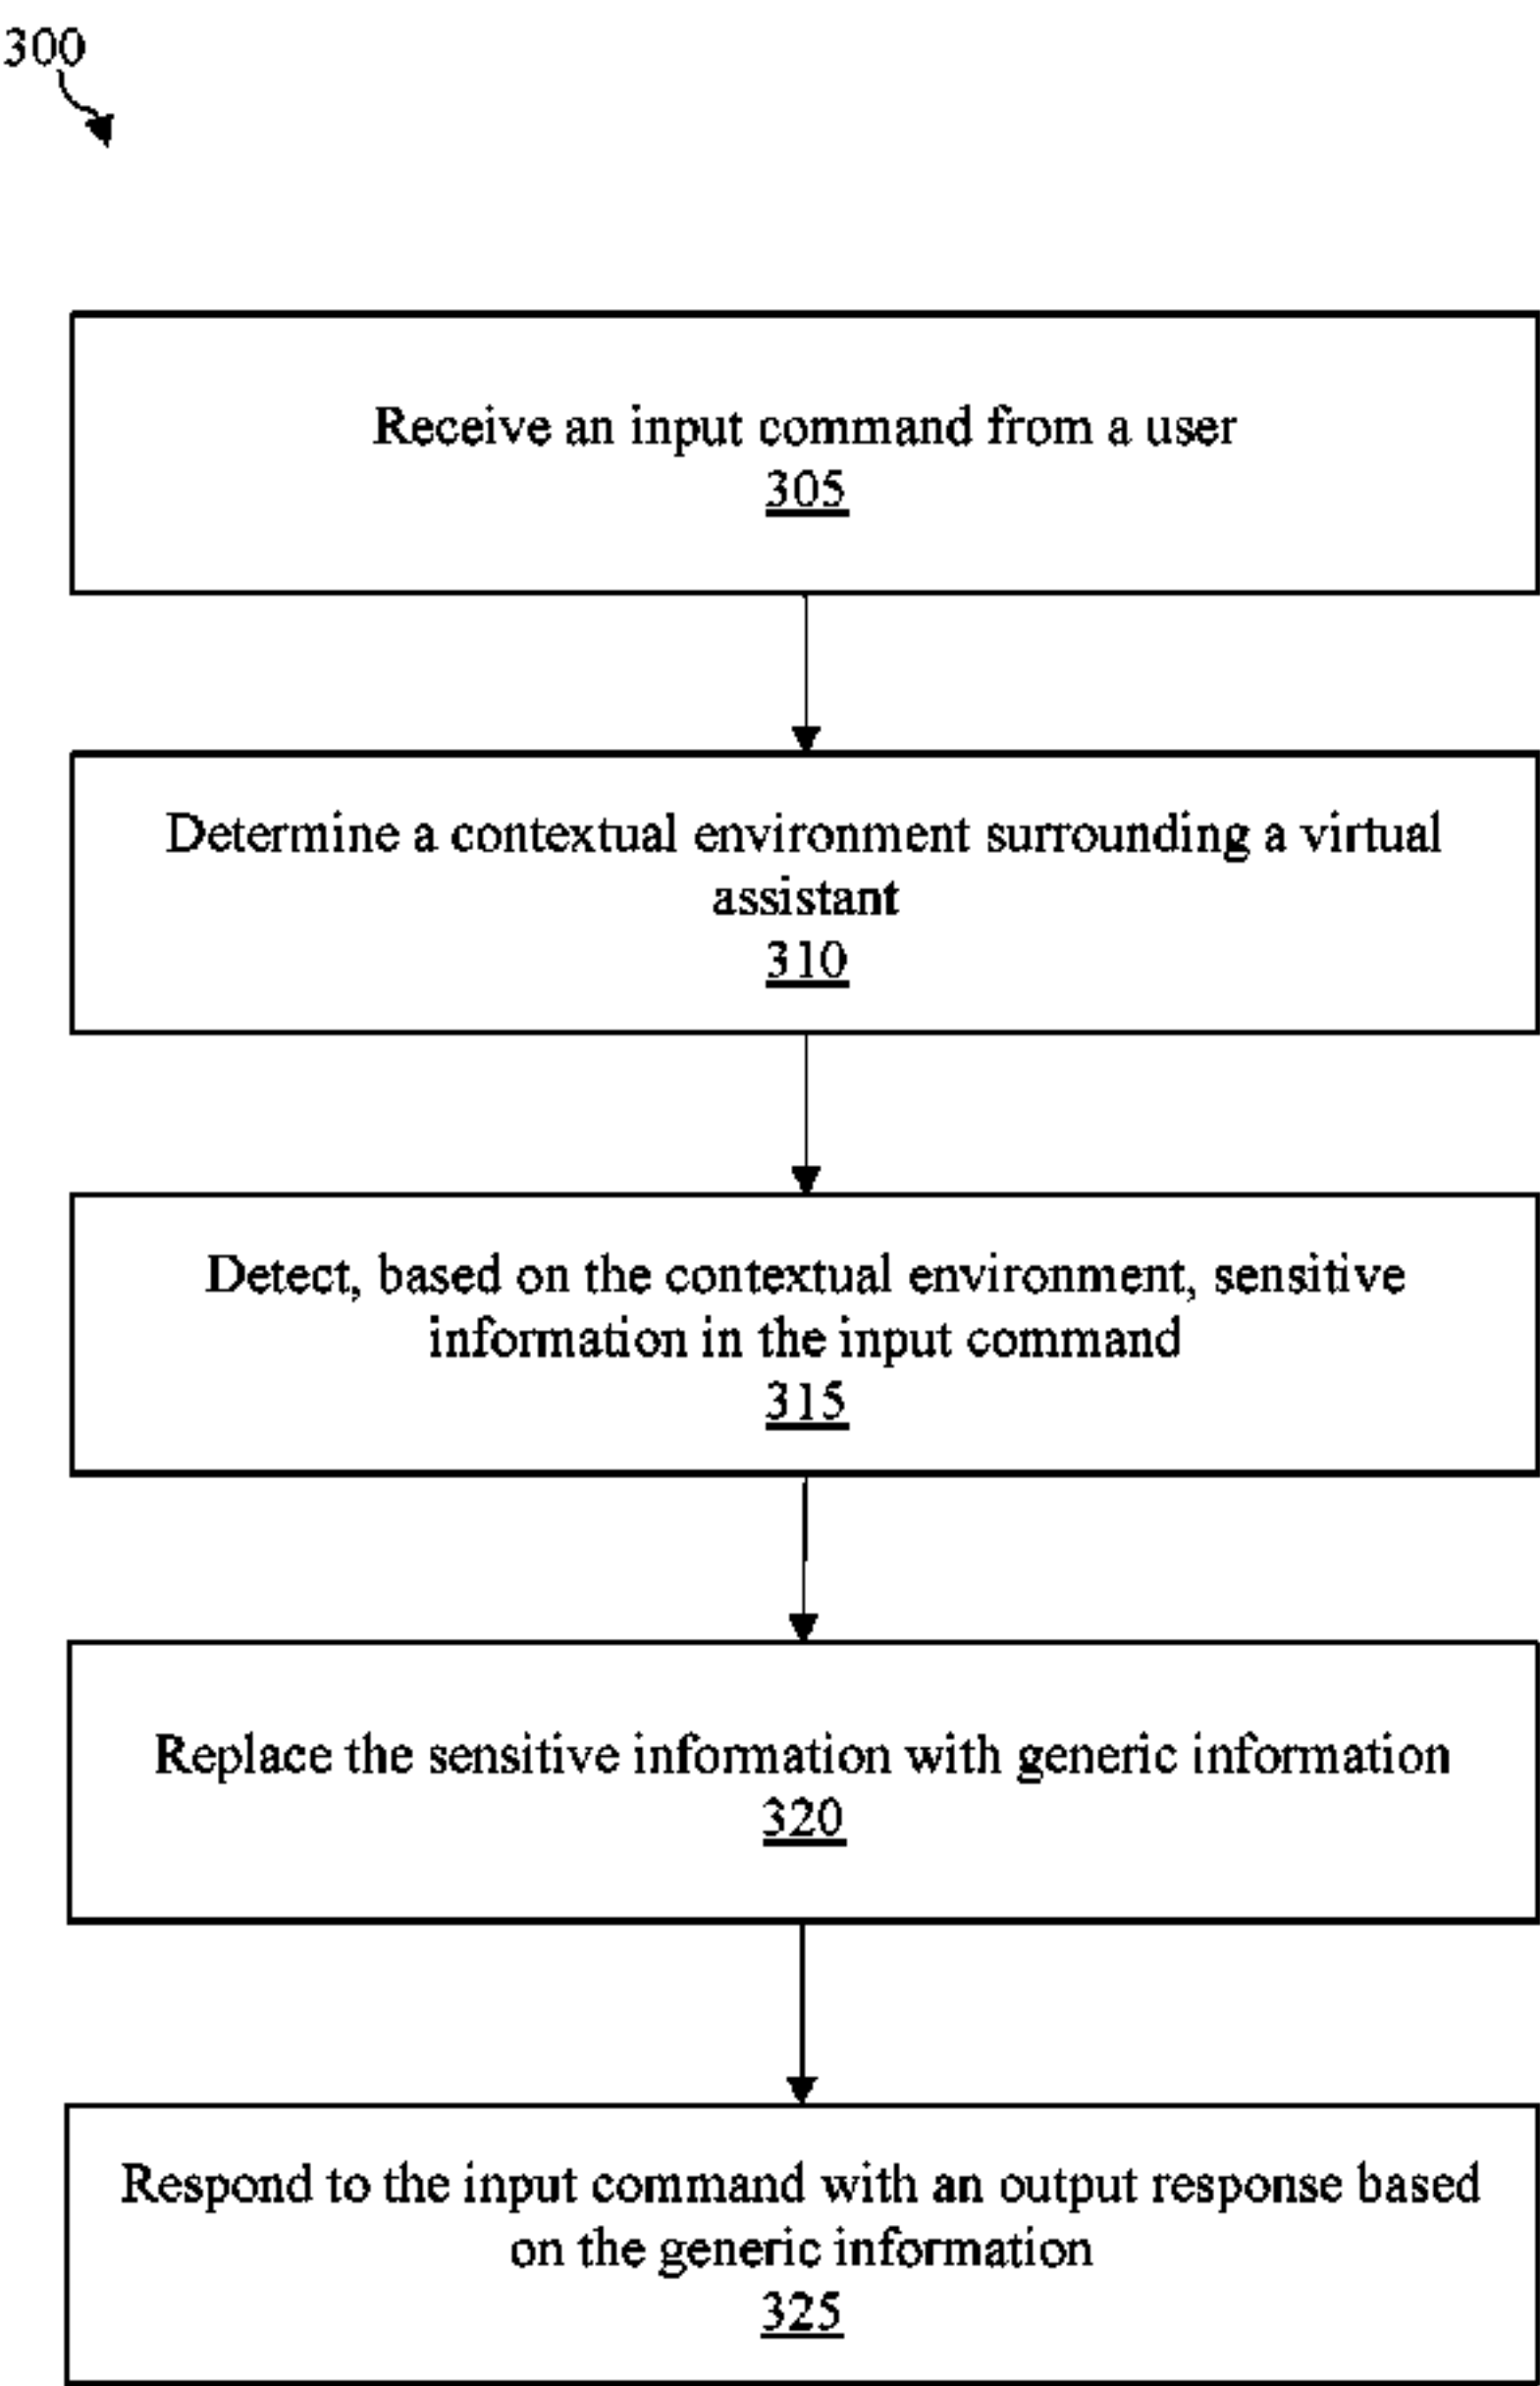 300
Receive an input command from a user
305
Determine a contextual environment surrounding a virtual
assistant
310
Detect, based on the contextual environment, sensitive
information in the input command
315
Replace the sensitive information with generic information
320
Respond to the input command with an output response based
on the generic information
325